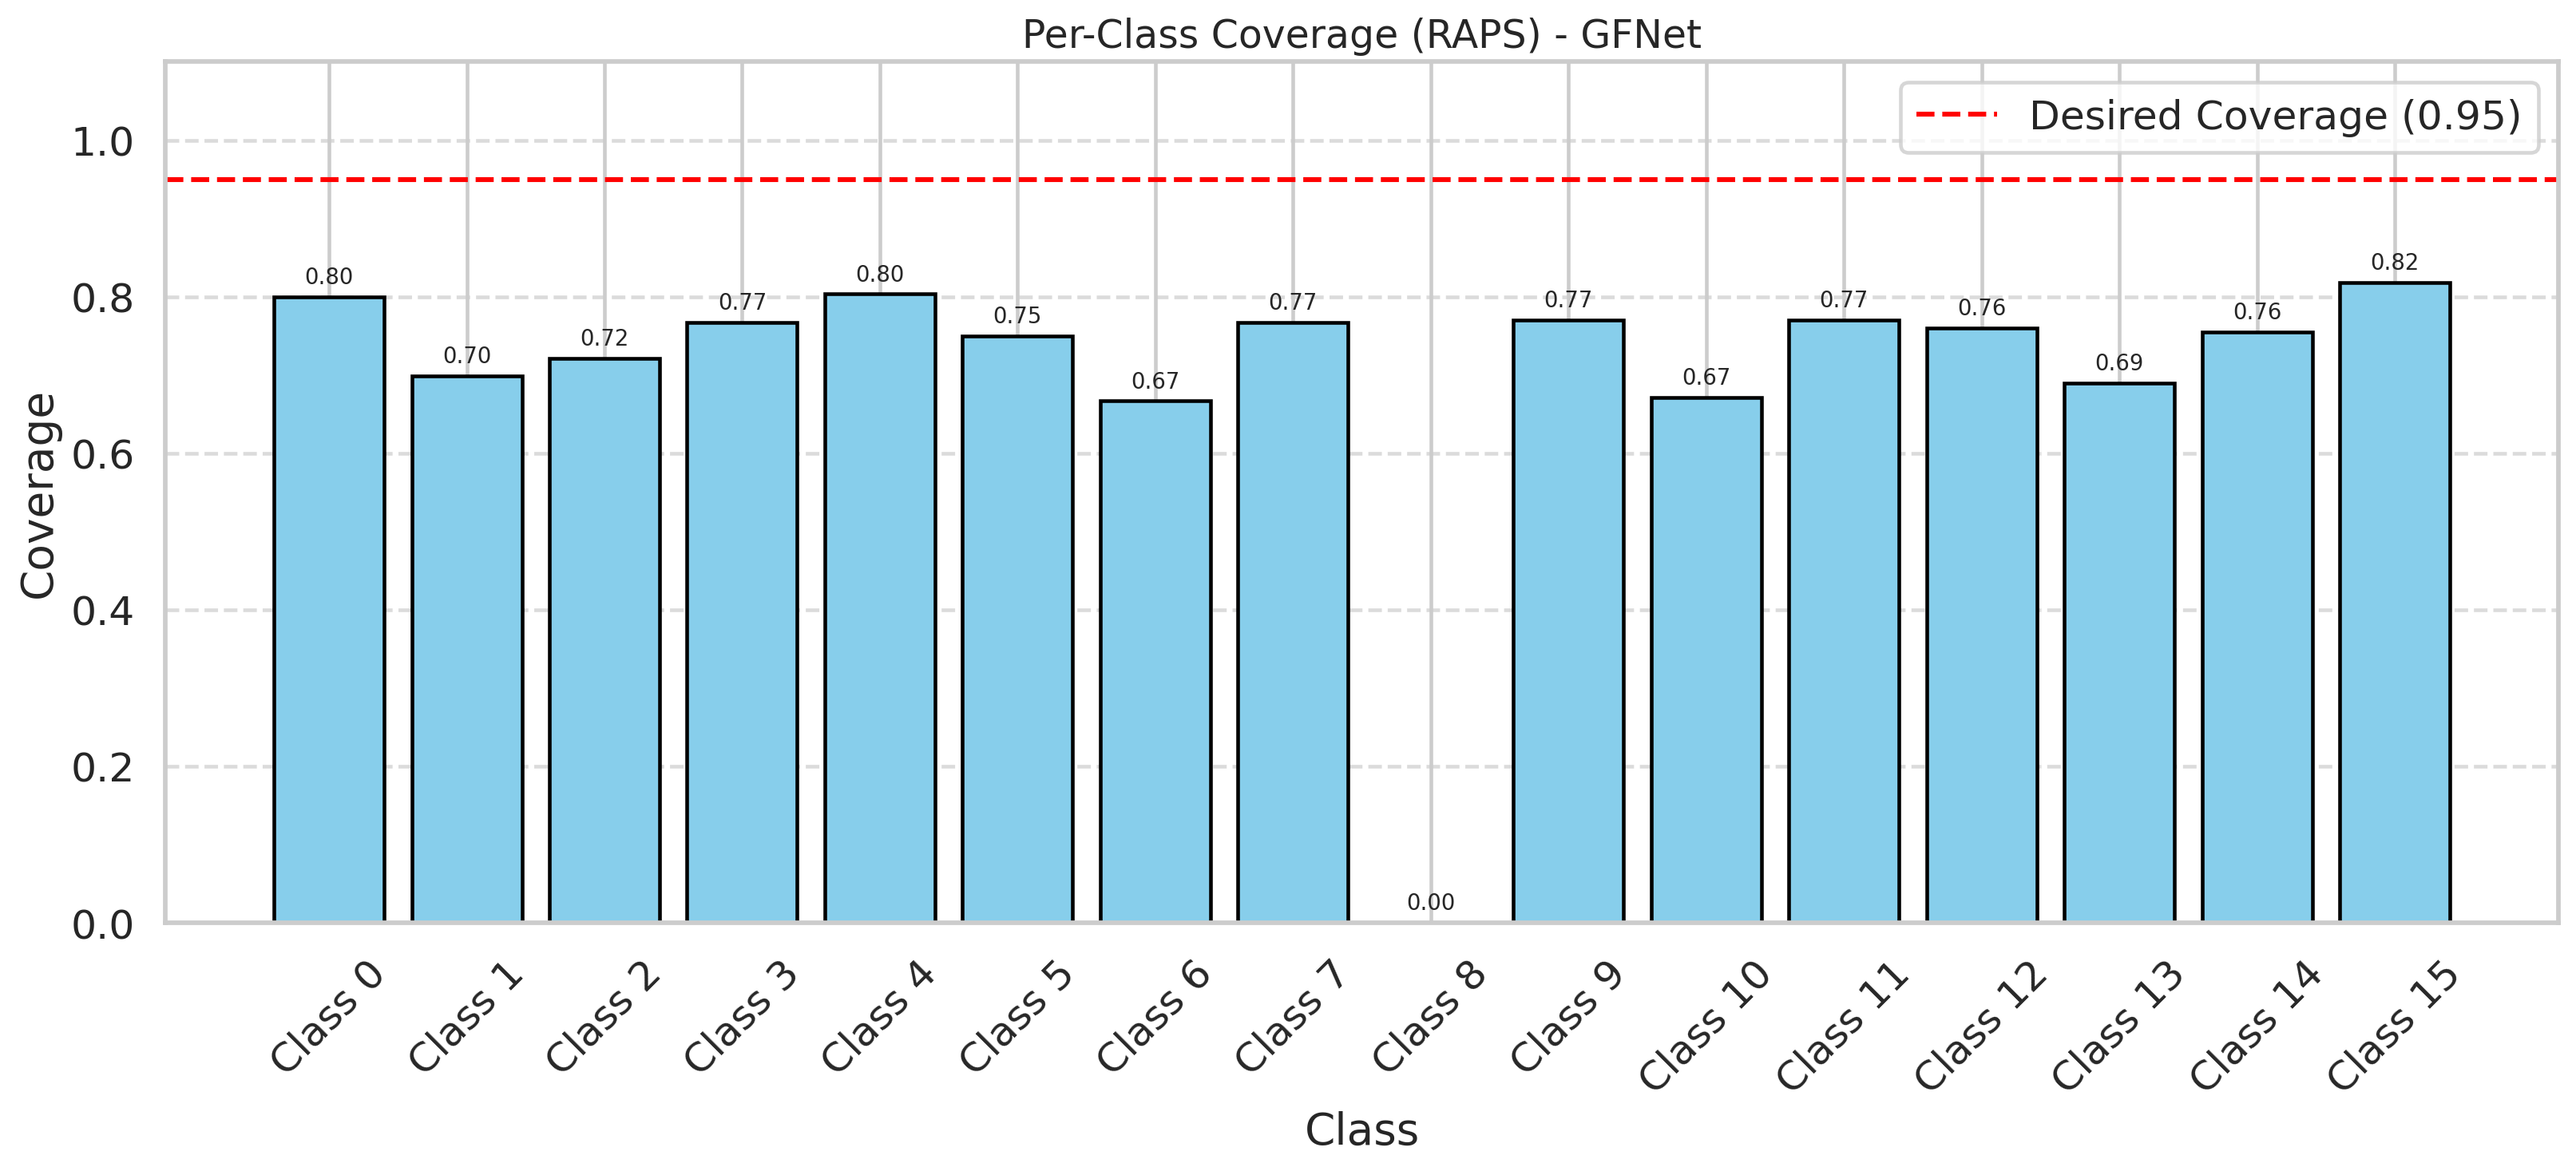 Per-Class Coverage (RAPS) - GFNet
Desired Coverage (0.95)
Coverage
1.0
0.8
0.6
0.4
0.2
0.0
0.80
0.70
0.72
0.77
0.80
0.75
0.67
0.77
0.00
0.77
0.67
0.77
0.76
0.69
0.76
0.82
Class 0
Class 1
Class 2
Class 3
Class 4
Class 5
Class 6
Class 7
Class 8
Class 9
Class 10
Class 11
Class 12
Class 13
Class 14
Class 15
Class